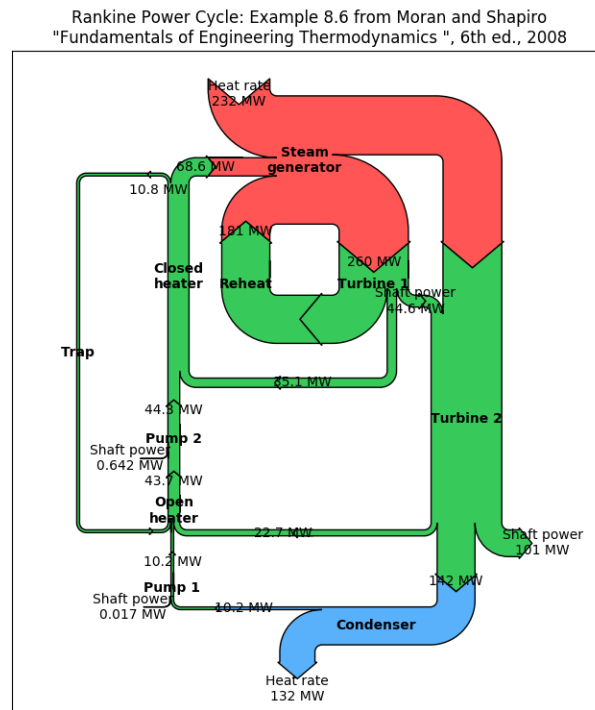 Rankine Power Cycle: Example 8.6 from Moran and Shapiro
"Fundamentals of Engineering Thermodynamics ", 6th ed., 2008
Heat rate
232 MW
Steam
generator
68.6 MW
10.8 MW
181 MW
260 MW
Closed
heater
Reheat
Turbine 1
Shaft power
44.6 MW
Trap
35.1 MW
44.3 MW
Turbine 2
Pump 2
Shaft power
0.642 MW
43.7 MW
Open
heater
22.7 MW
Shaft power
101 MW
10.2 MW
142 MW
Pump 1
Shaft power
0.017 MW
10.2 MW
Condenser
Heat rate
132 MW